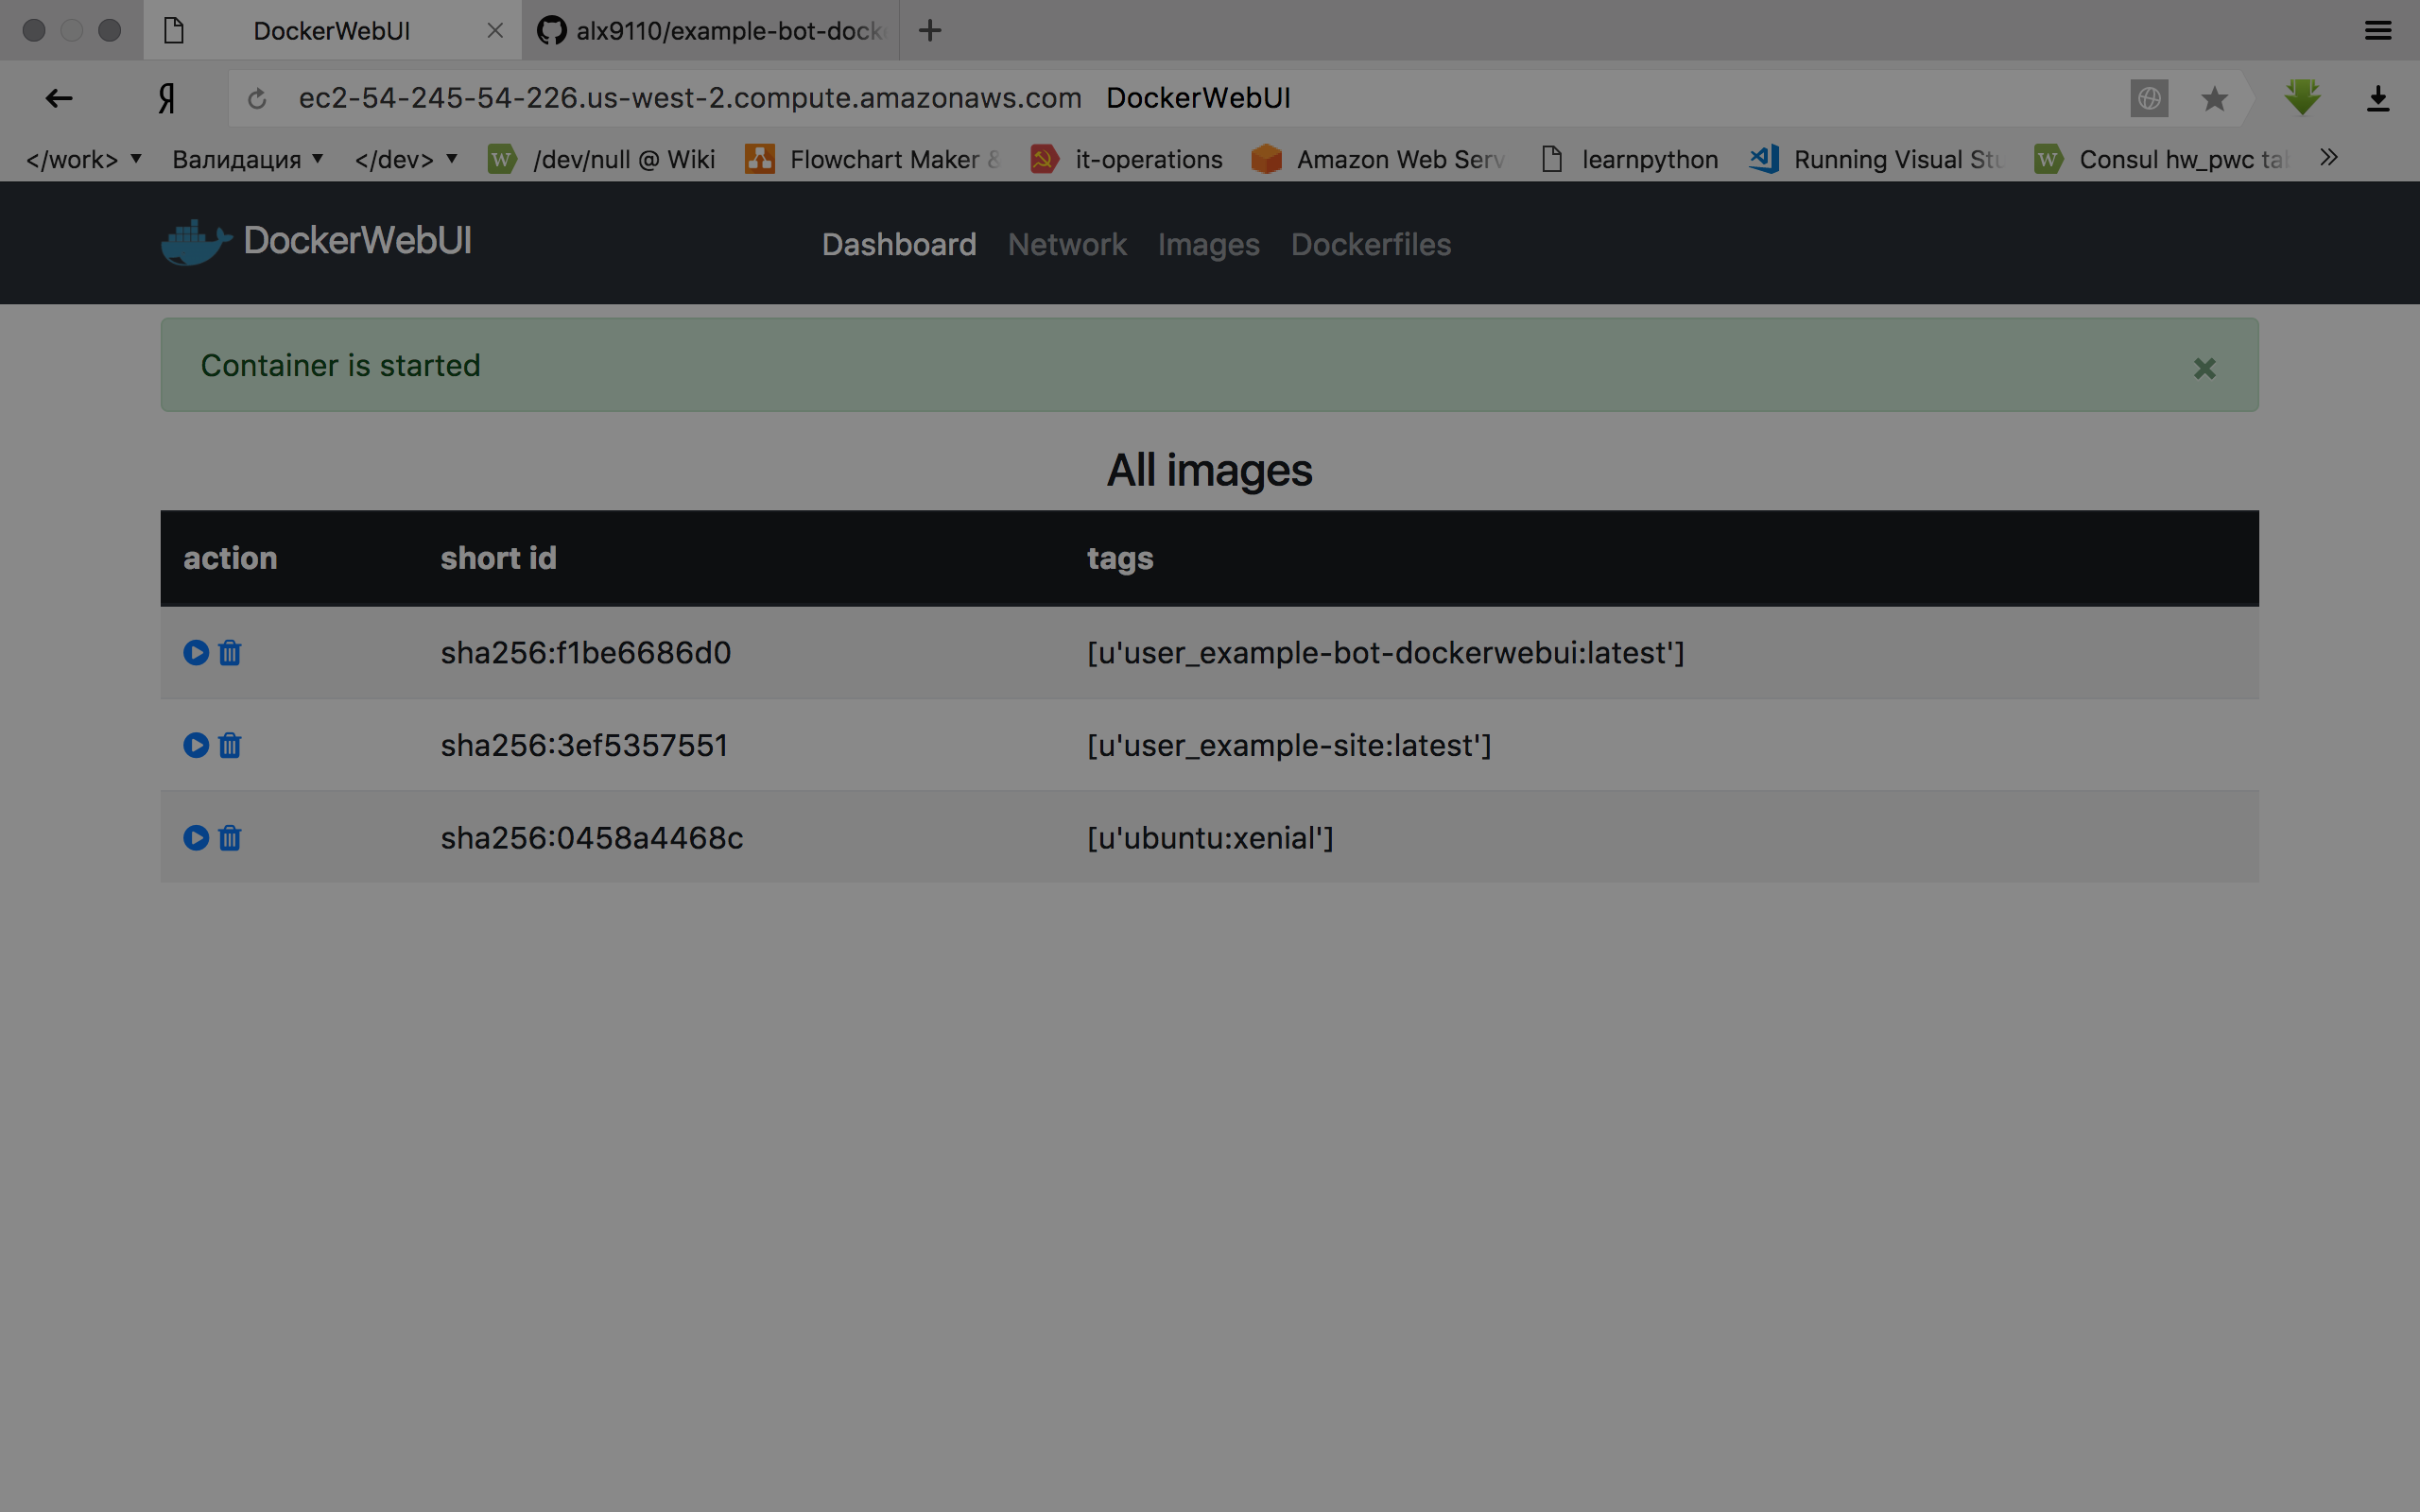 DockerWebUI
alx9110/example-bot-dock
Я ec2-54-245-54-226.us-west-2.compute.amazonaws.com DockerWebUI
</work> Валидация </dev> W /dev/null @ Wiki Flowchart Maker & it-operations Amazon Web Serv learnpython Running Visual Stu W Consul hw_pwc tab
DockerWebUI Dashboard Network Images Dockerfiles
Container is started
All images
action short id tags
sha256:f1be6686d0 [u'user_example-bot-dockerwebui:latest']
sha256:3ef5357551 [u'user_example-site:latest']
sha256:0458a4468c [u'ubuntu:xenial']